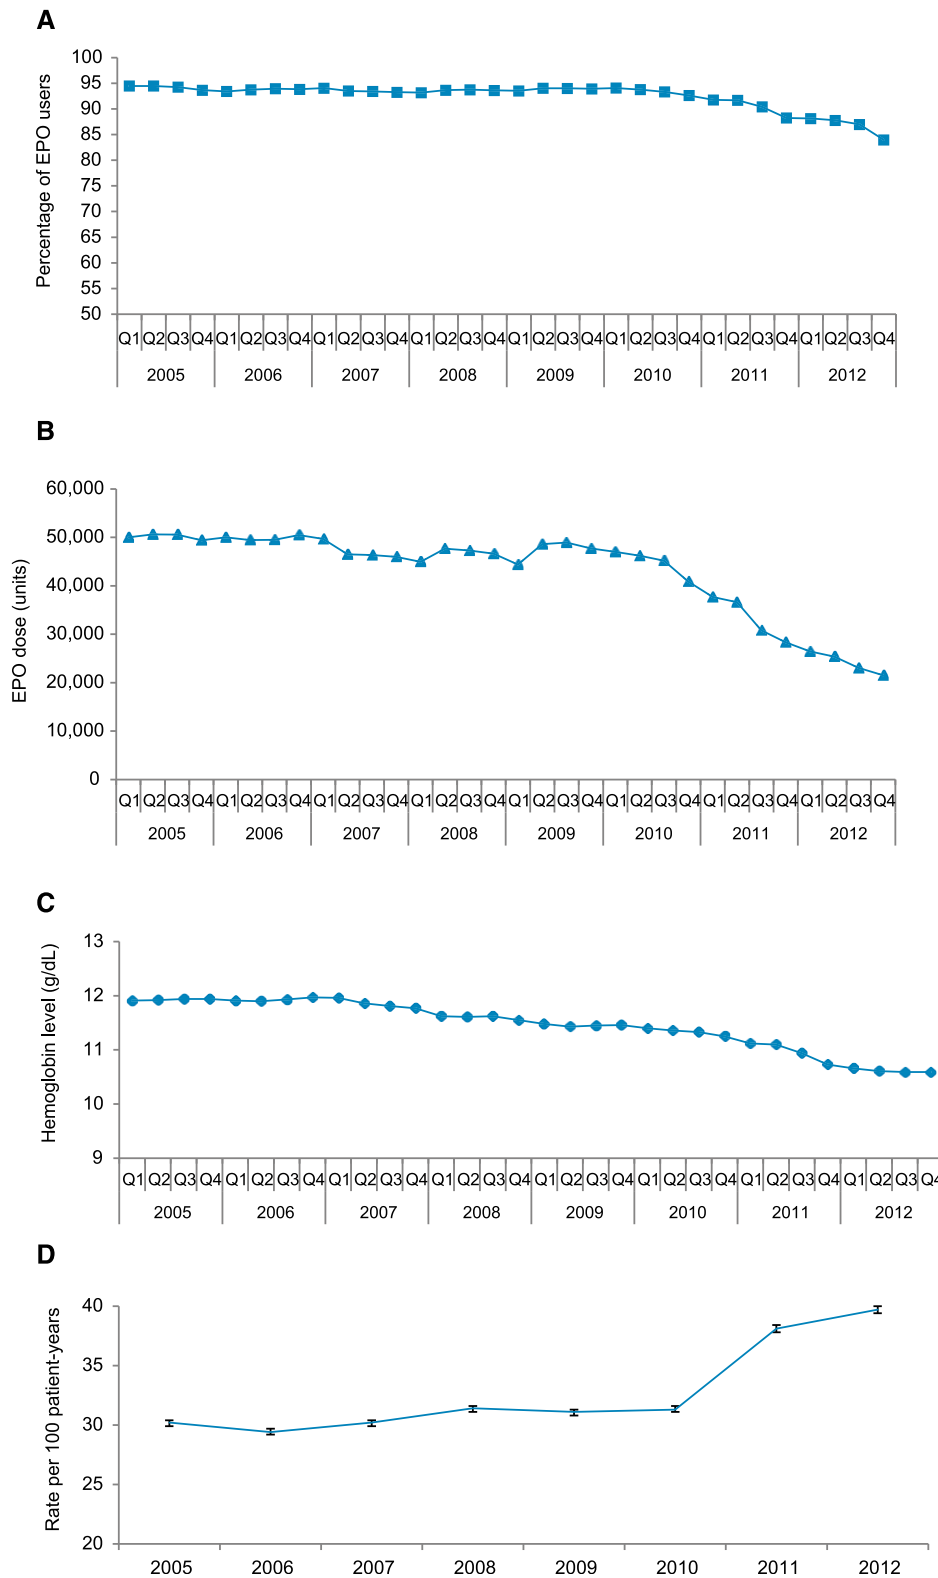 A
Percentage of EPO users
100
95
90
85
80
75
70
65
60
55
50
Q1 Q2 Q3 Q4 Q1 Q2 Q3 Q4 Q1 Q2 Q3 Q4 Q1 Q2 Q3 Q4 Q1 Q2 Q3 Q4 Q1 Q2 Q3 Q4 Q1 Q2 Q3 Q4 Q1 Q2 Q3 Q4
2005 2006 2007 2008 2009 2010 2011 2012
B
EPO dose (units)
60,000
50,000
40,000
30,000
20,000
10,000
0
Q1 Q2 Q3 Q4 Q1 Q2 Q3 Q4 Q1 Q2 Q3 Q4 Q1 Q2 Q3 Q4 Q1 Q2 Q3 Q4 Q1 Q2 Q3 Q4 Q1 Q2 Q3 Q4 Q1 Q2 Q3 Q4
2005 2006 2007 2008 2009 2010 2011 2012
C
Hemoglobin level (g/dL)
13
12
11
10
9
Q1 Q2 Q3 Q4 Q1 Q2 Q3 Q4 Q1 Q2 Q3 Q4 Q1 Q2 Q3 Q4 Q1 Q2 Q3 Q4 Q1 Q2 Q3 Q4 Q1 Q2 Q3 Q4 Q1 Q2 Q3 Q4
2005 2006 2007 2008 2009 2010 2011 2012
D
Rate per 100 patient-years
40
35
30
25
20
2005 2006 2007 2008 2009 2010 2011 2012